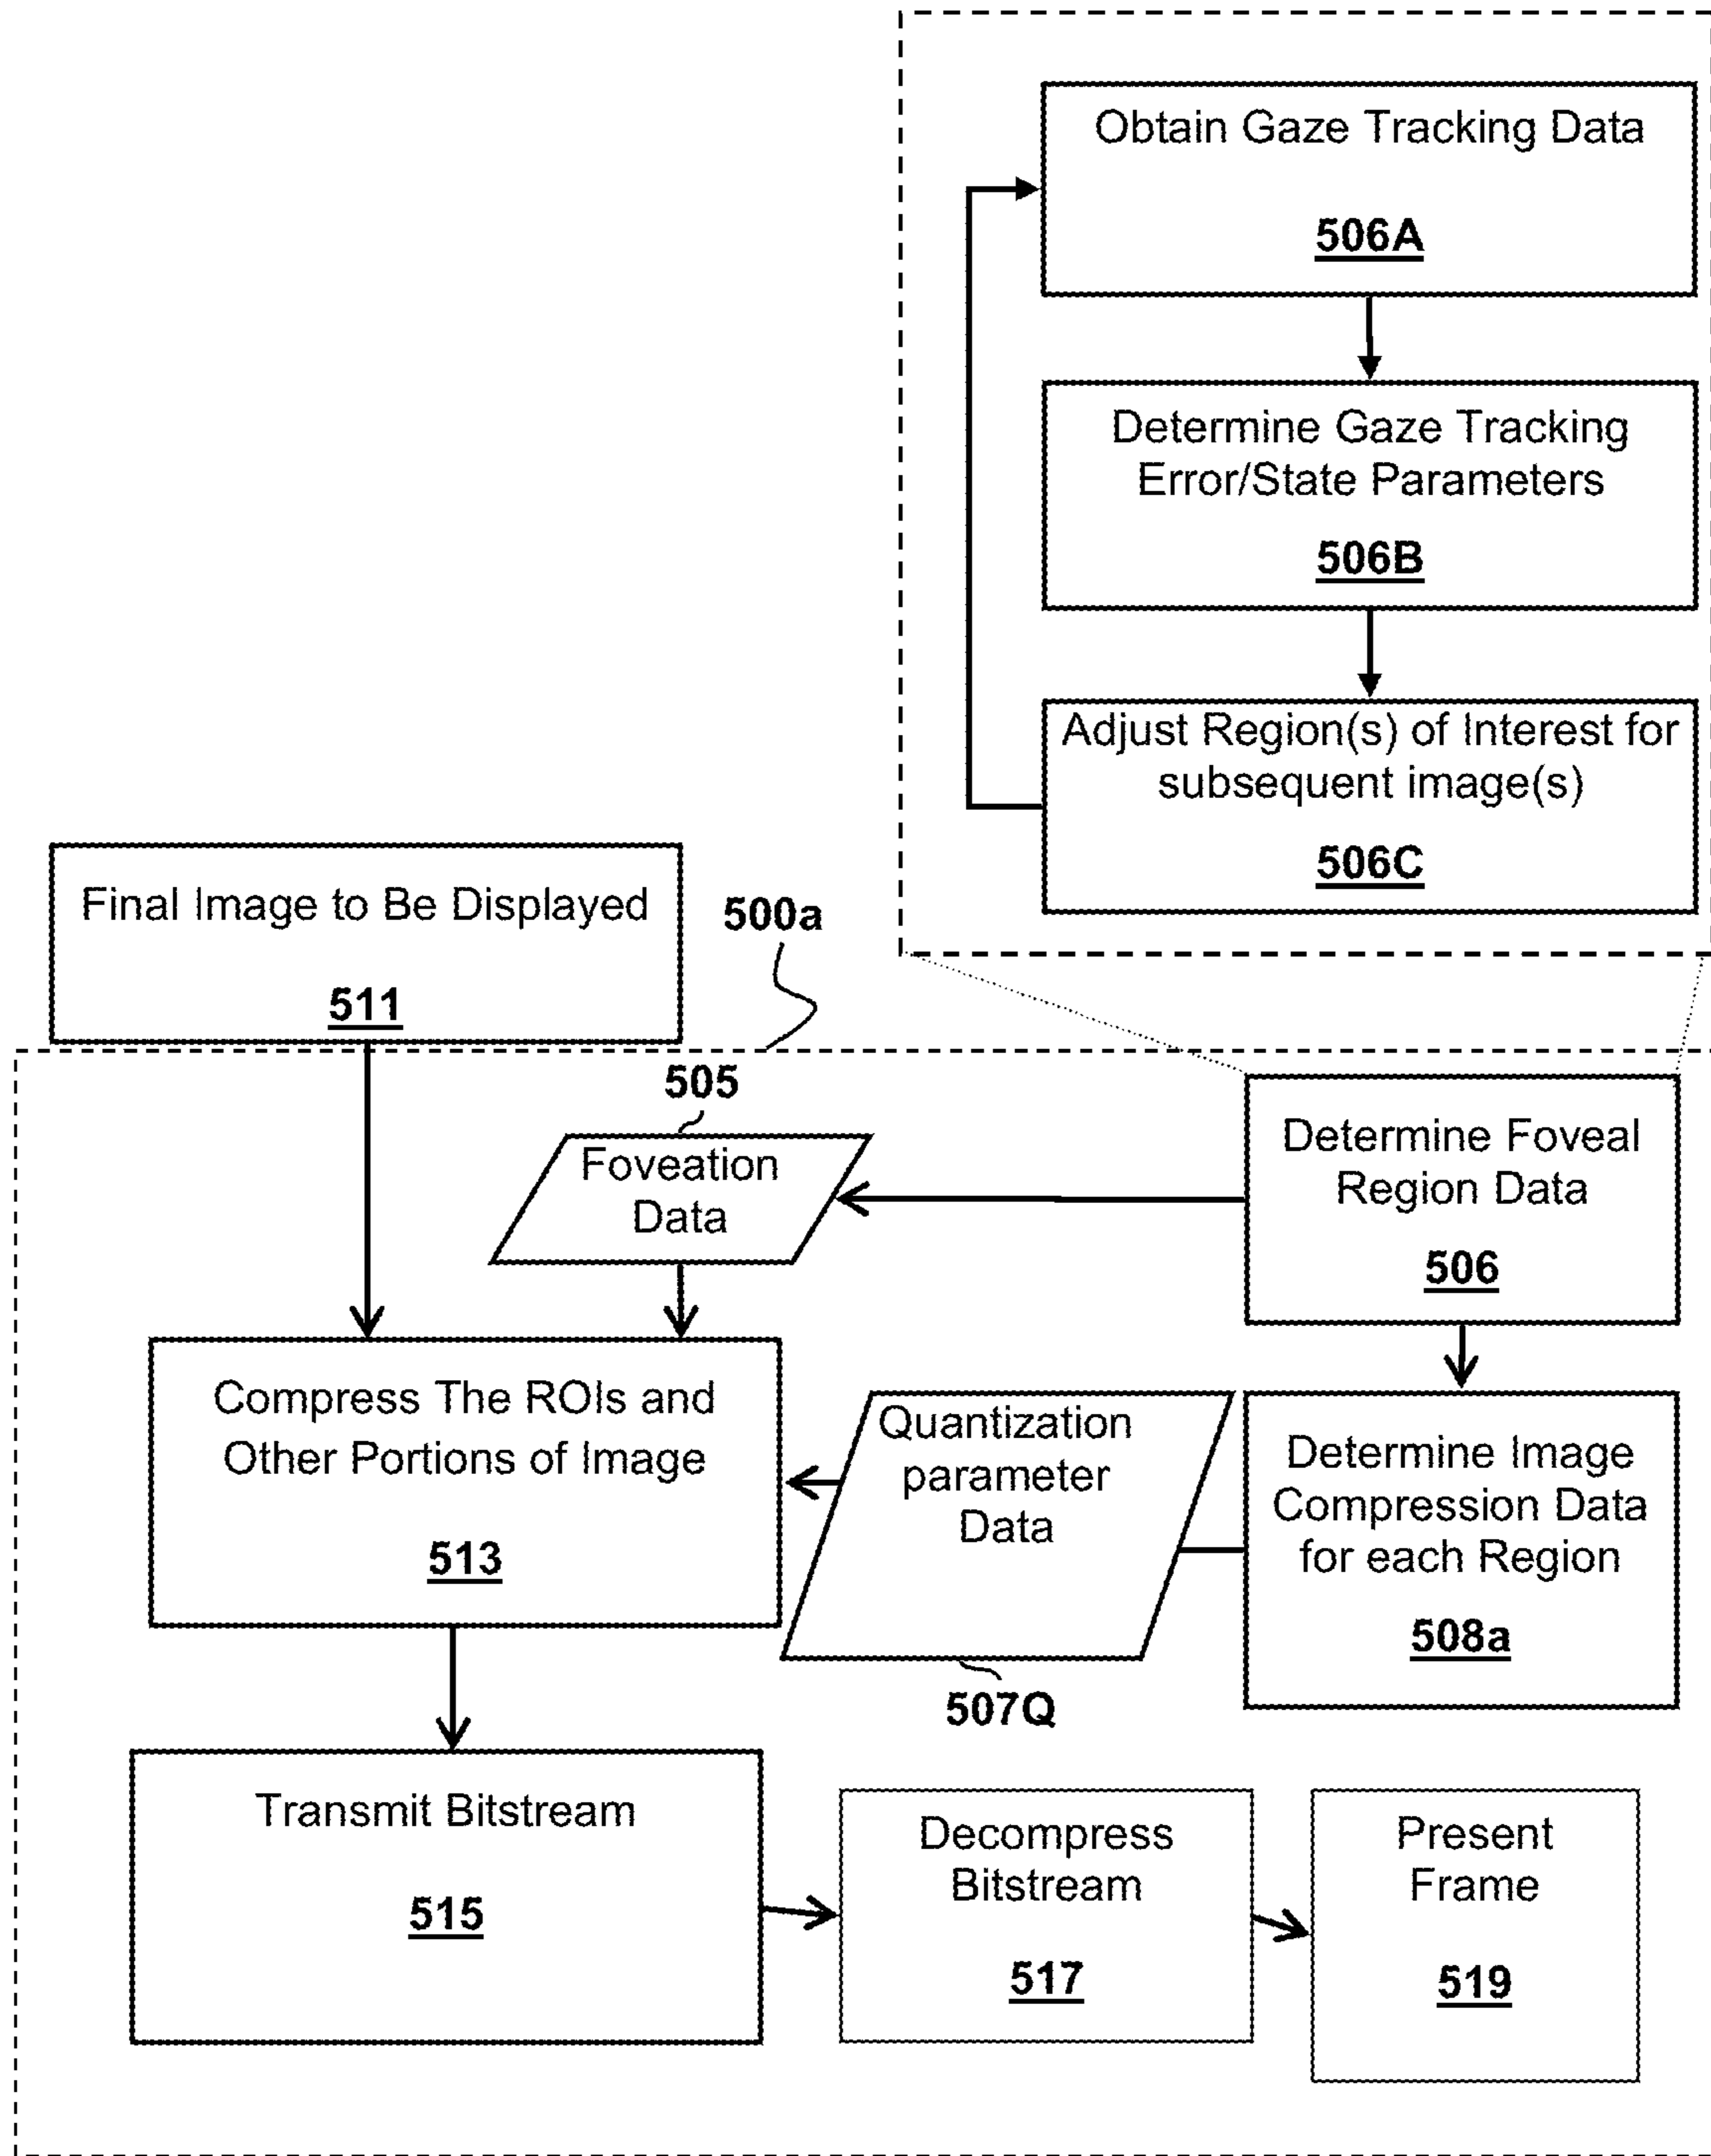 Obtain Gaze Tracking Data
506A
Determine Gaze Tracking
Error/State Parameters
506B
Adjust Region(s) of Interest for
subsequent image(s)
506C
Final Image to Be Displayed
511
500a
505
Foveation
Data
Determine Foveal
Region Data
506
Compress The ROIs and
Other Portions of Image
513
Quantization
parameter
Data
507Q
Determine Image
Compression Data
for each Region
508a
Transmit Bitstream
515
Decompress
Bitstream
517
Present
Frame
519